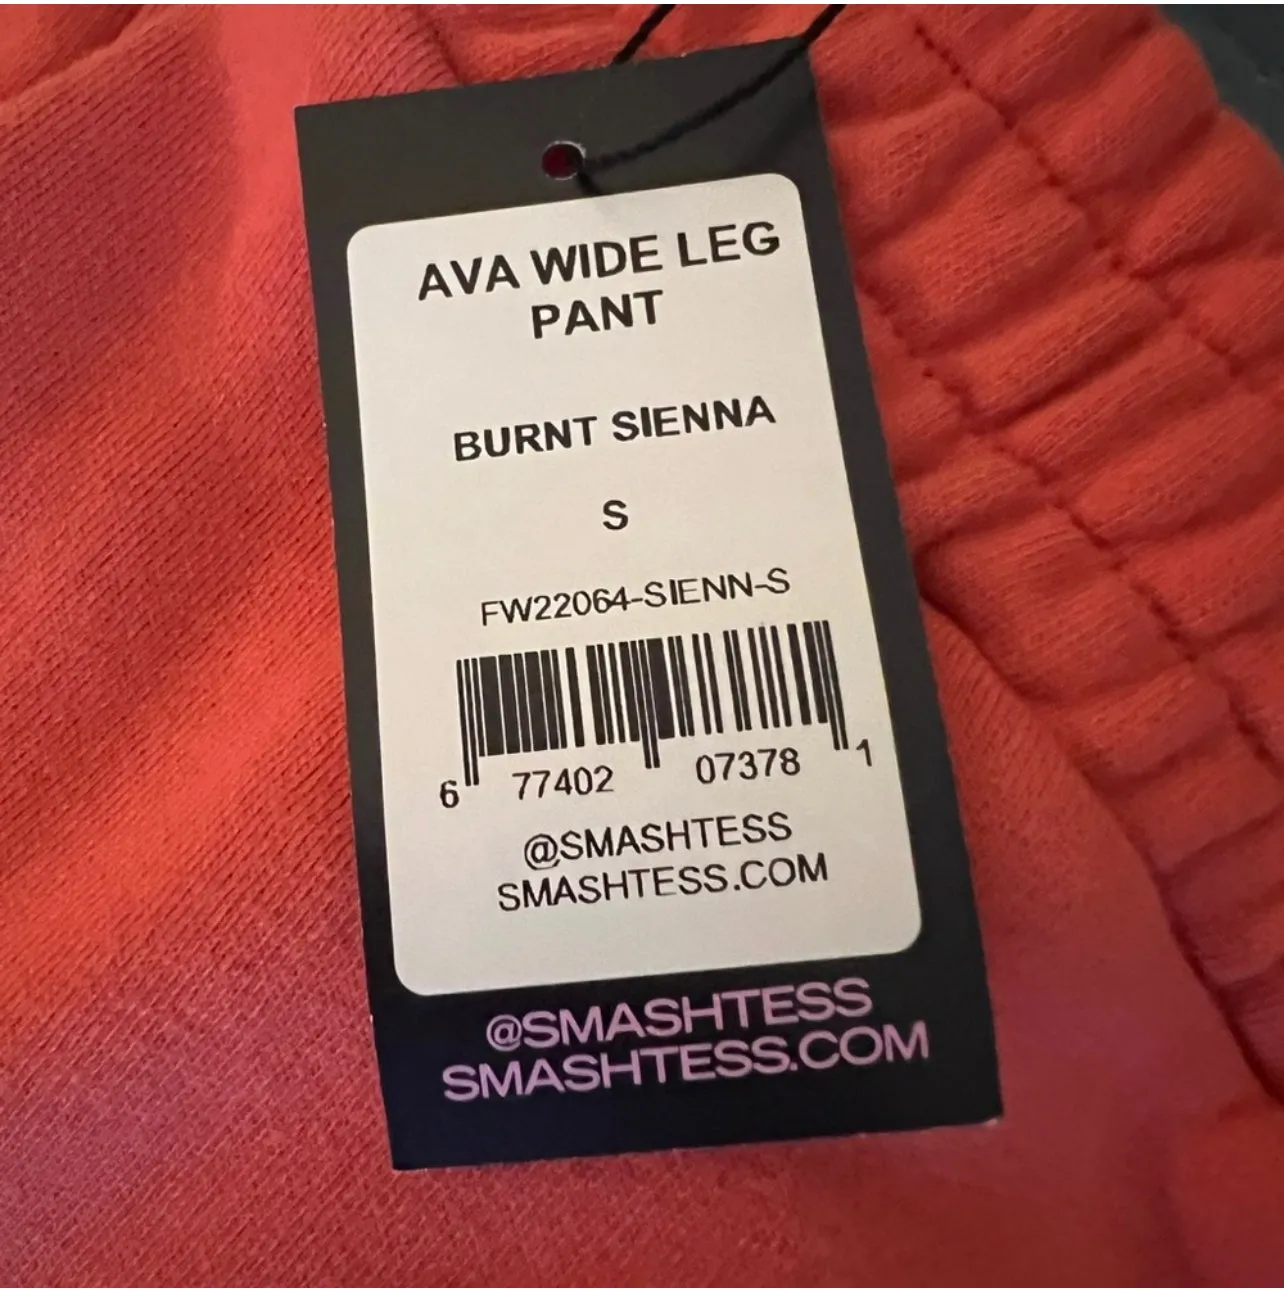 AVA WIDE LEG
PANT
BURNT SIENNA
S
FW22064-SIENN-S
6 77402 07378 1
@SMASHTESS
SMASHTESS.COM
@SMASHTESS
SMASHTESS.COM